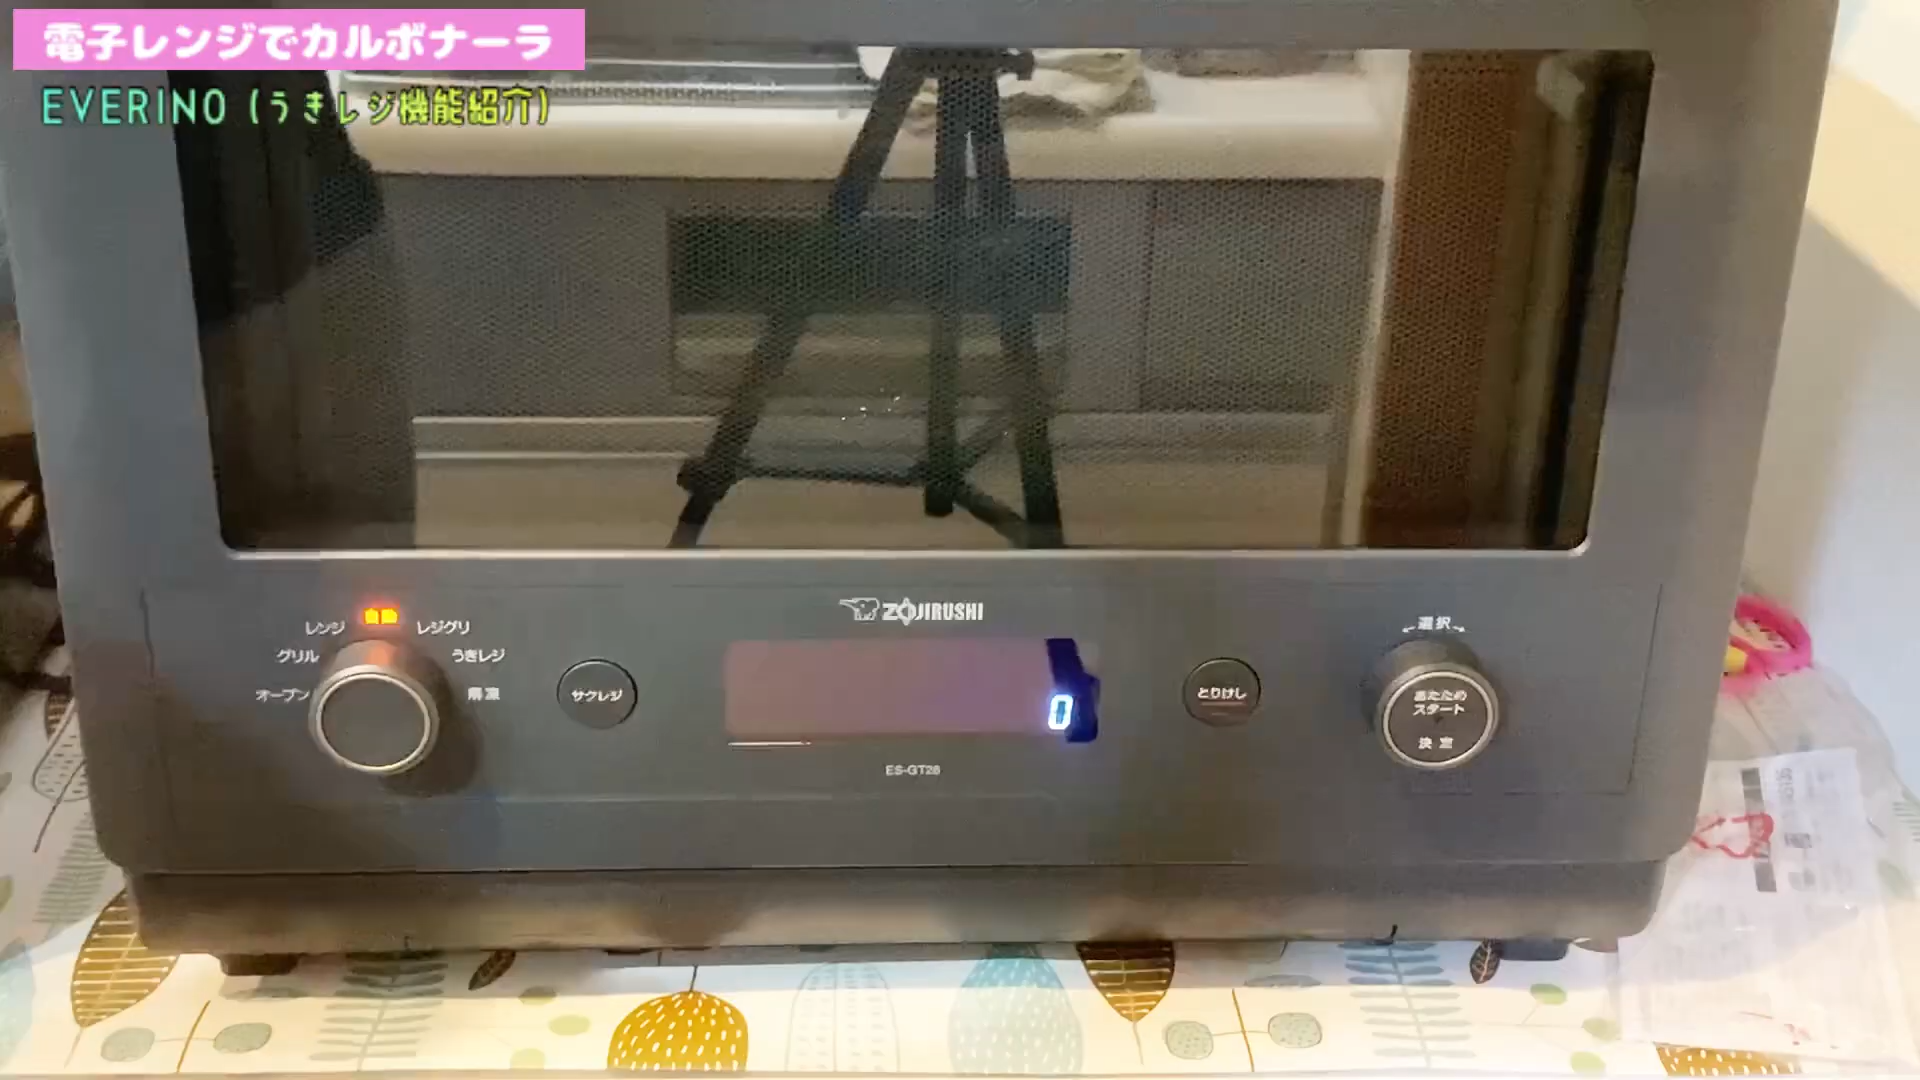 電子レンジでカルボナーラ
EVERINO (うきレジ機能紹介)
ZOJIRUSHI
レンジ
レジグリ
グリル
うきレジ
オーブン
解凍
サクレジ
0
とりけし
選択
あたため
スタート
決定
ES-GT26